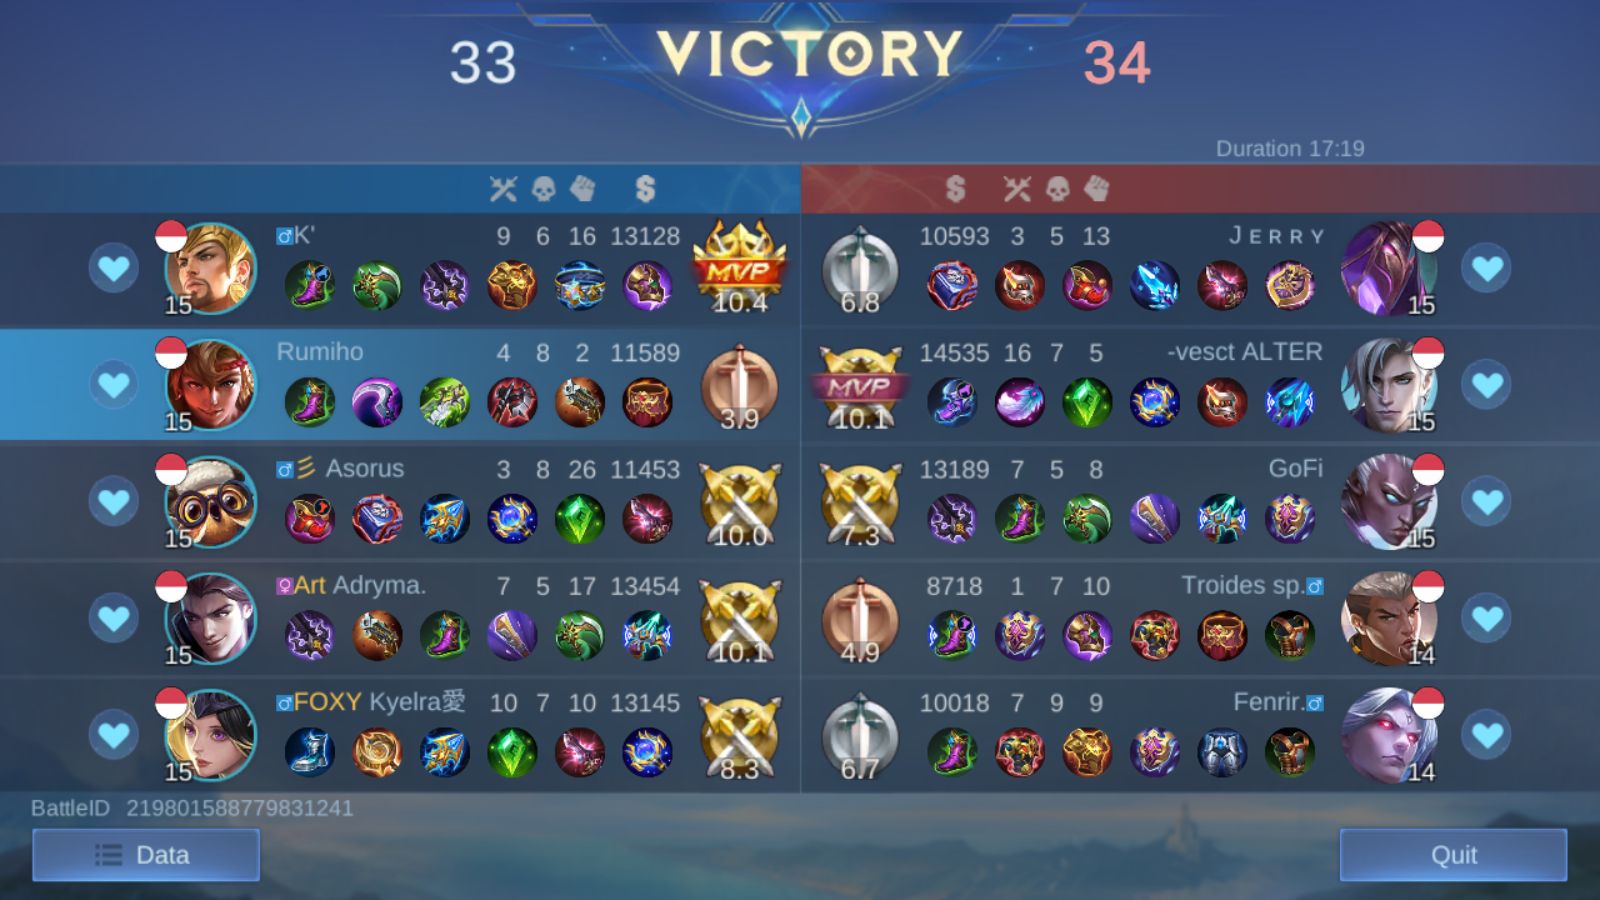 33 VICTORY 34
Duration 17:19
K' 9 6 16 13128 MVP 10.4 15
6.8 10593 3 5 13 JERRY 15
Rumiho 4 8 2 11589 3.9 15
MVP 10.1 14535 16 7 5 -vesct ALTER 15
彡 Asorus 3 8 26 11453 10.0 15
7.3 13189 7 5 8 GoFi 15
Art Adryma. 7 5 17 13454 10.1 15
4.9 8718 1 7 10 Troides sp. 14
FOXY Kyelra愛 10 7 10 13145 8.3 15
6.7 10018 7 9 9 Fenrir. 14
BattleID 219801588779831241
Data
Quit